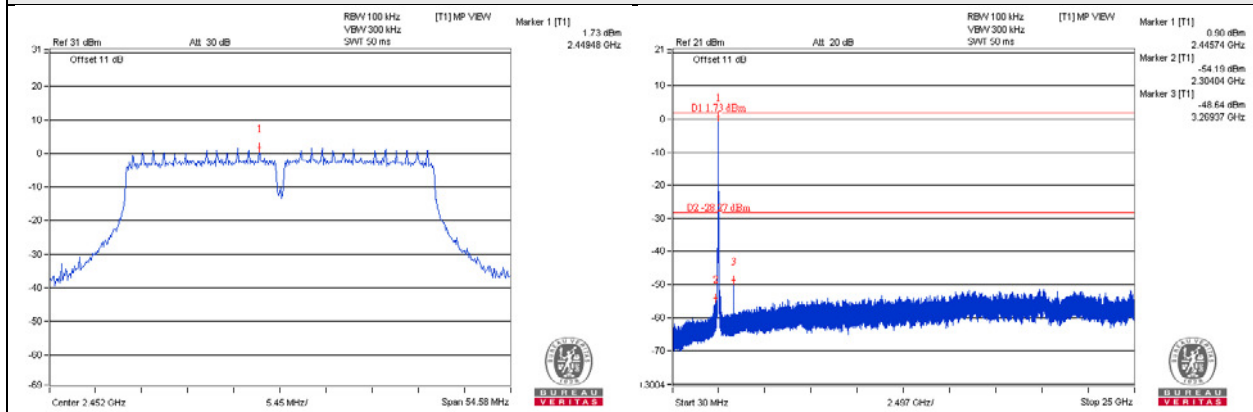 RBW 100 kHz
[T1] MP VIEW
VBW 300 kHz
Ref 31 dBm
Att 30 dB
SWT 50 ms
Marker 1 [T1]
1.73 dBm
2.44948 GHz
31
Offset 11 dB
20
10
0
-10
-20
-30
-40
-50
-60
-69
1
Center 2.452 GHz
5.45 MHz/
Span 54.58 MHz
BUREAU VERITAS
1828
BUREAU
VERITAS
RBW 100 kHz
[T1] MP VIEW
VBW 300 kHz
Ref 21 dBm
Att 20 dB
SWT 50 ms
Marker 1 [T1]
0.90 dBm
2.44574 GHz
Marker 2 [T1]
-54.19 dBm
2.30404 GHz
Marker 3 [T1]
-48.64 dBm
3.26937 GHz
21
Offset 11 dB
10
0
-10
-20
-30
-40
-50
-60
-70
1
D1 1.73 dBm
D2 -28.27 dBm
2
3
Start 30 MHz
2.497 GHz/
Stop 25 GHz
BUREAU VERITAS
1828
BUREAU
VERITAS